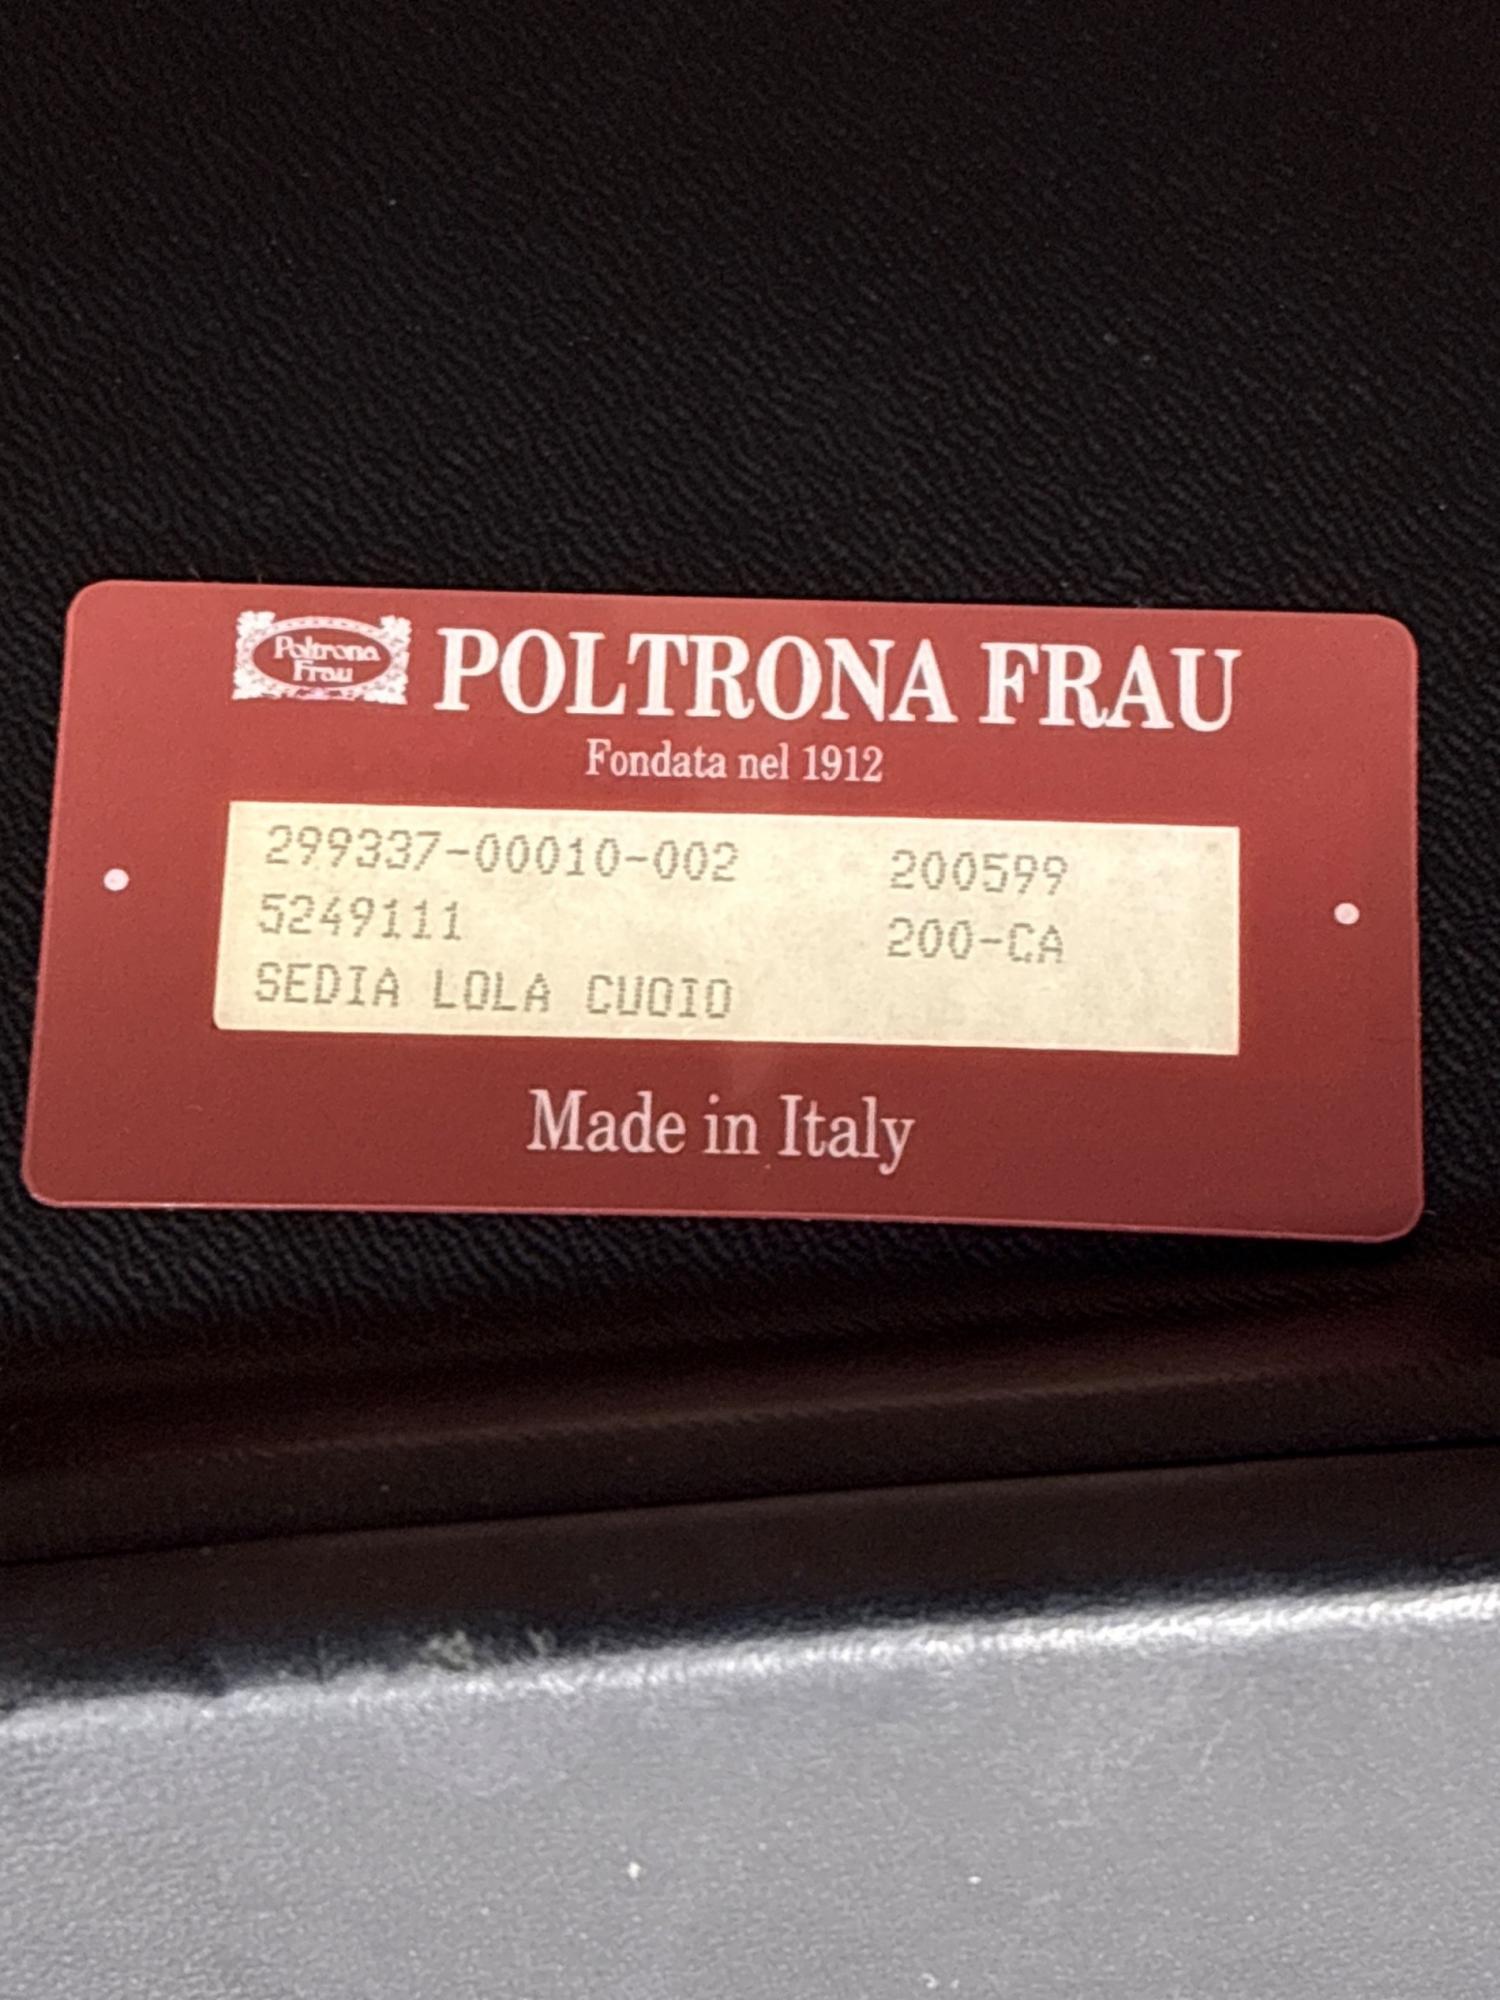 Poltrona
Frau
POLTRONA FRAU
Fondata nel 1912
299337-00010-002 200599
5249111 200-CA
SEDIA LOLA CUOIO
Made in Italy